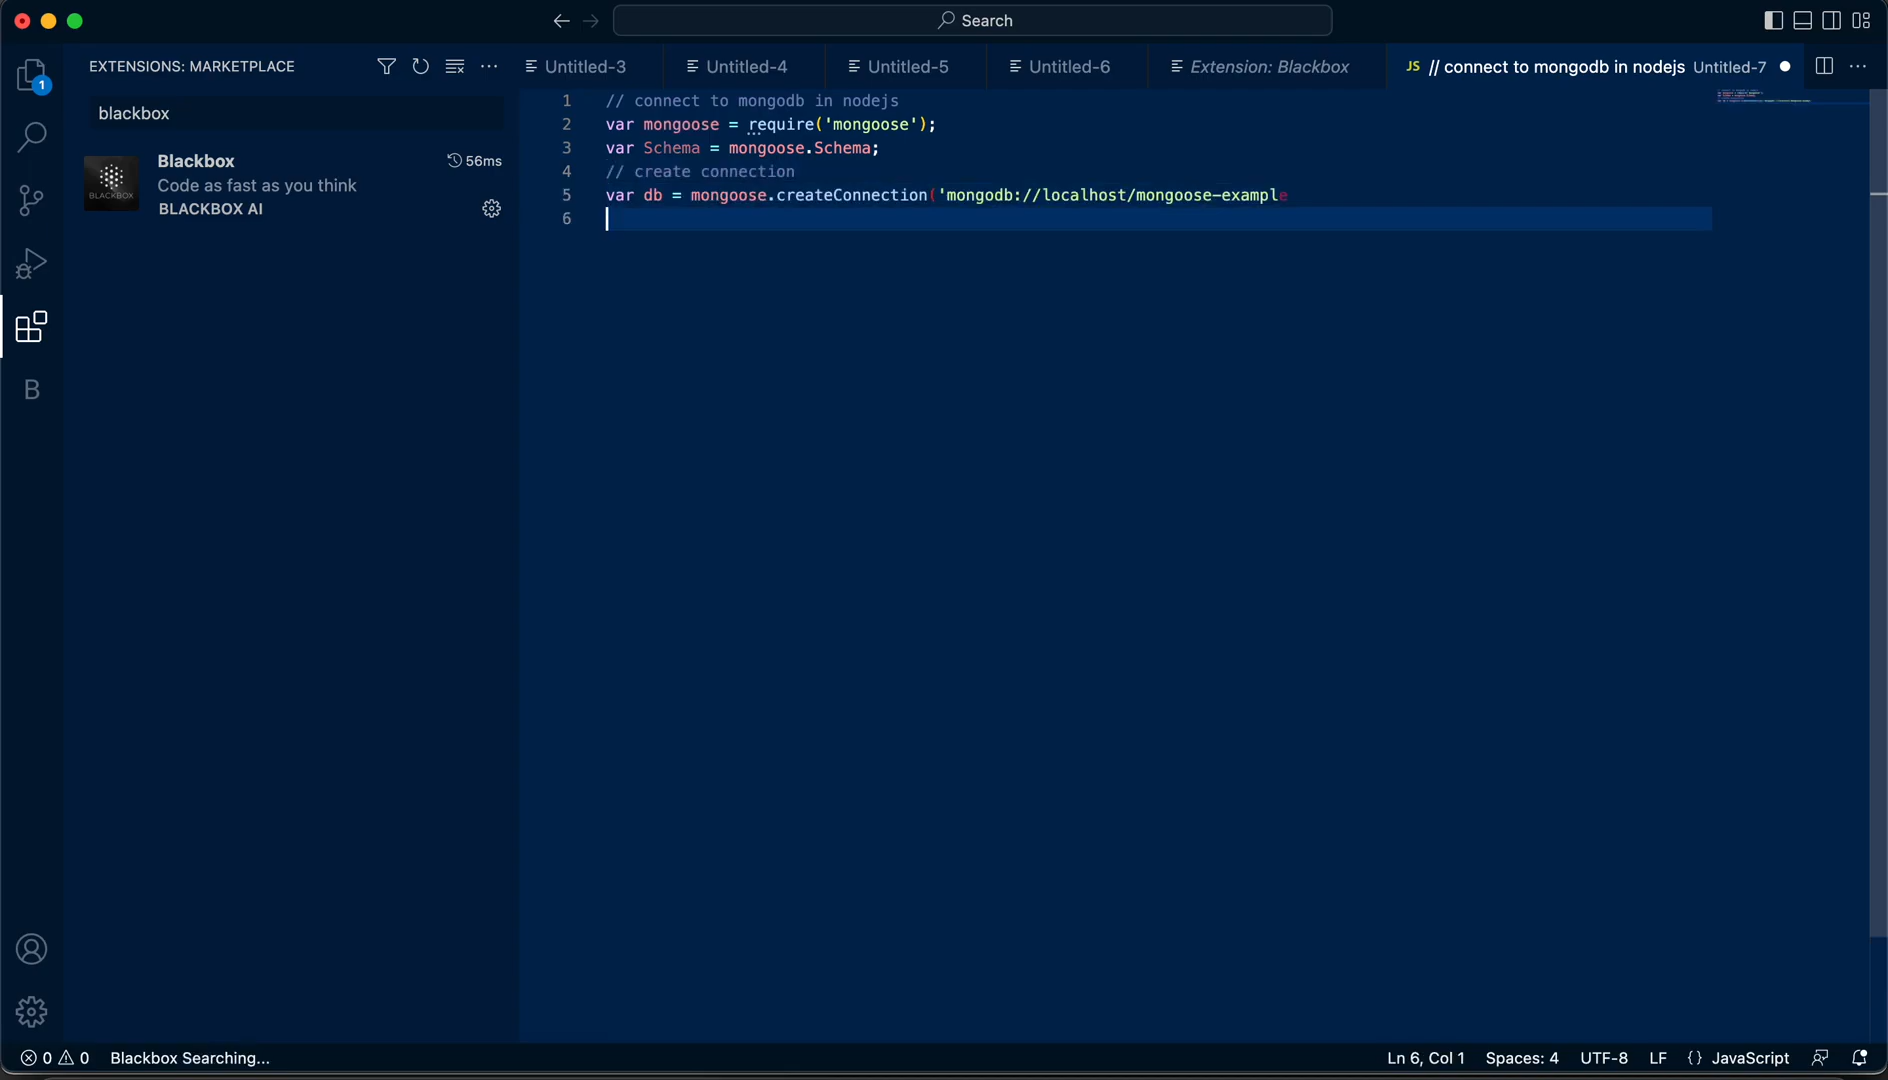 Search
EXTENSIONS: MARKETPLACE
Untitled-3
Untitled-4
Untitled-5
Untitled-6
Extension: Blackbox
JS // connect to mongodb in nodejs Untitled-7
1
blackbox
BLACKBOX
Blackbox
56ms
Code as fast as you think
BLACKBOX AI
B
1 // connect to mongodb in nodejs
2 var mongoose = require('mongoose');
3 var Schema = mongoose.Schema;
4 // create connection
5 var db = mongoose.createConnection('mongodb://localhost/mongoose-example
6
0 0 Blackbox Searching...
Ln 6, Col 1 Spaces: 4 UTF-8 LF {} JavaScript